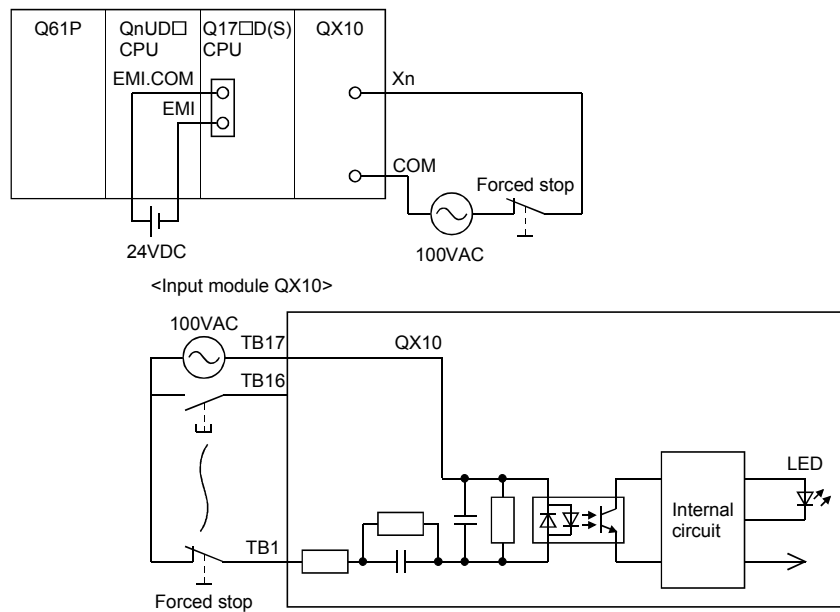 Q61P QnUD□ Q17□D(S) QX10
CPU CPU
EMI.COM Xn
EMI
COM
Forced stop
24VDC 100VAC
<Input module QX10>
100VAC
TB17 QX10
TB16
LED
Internal
circuit
TB1
Forced stop